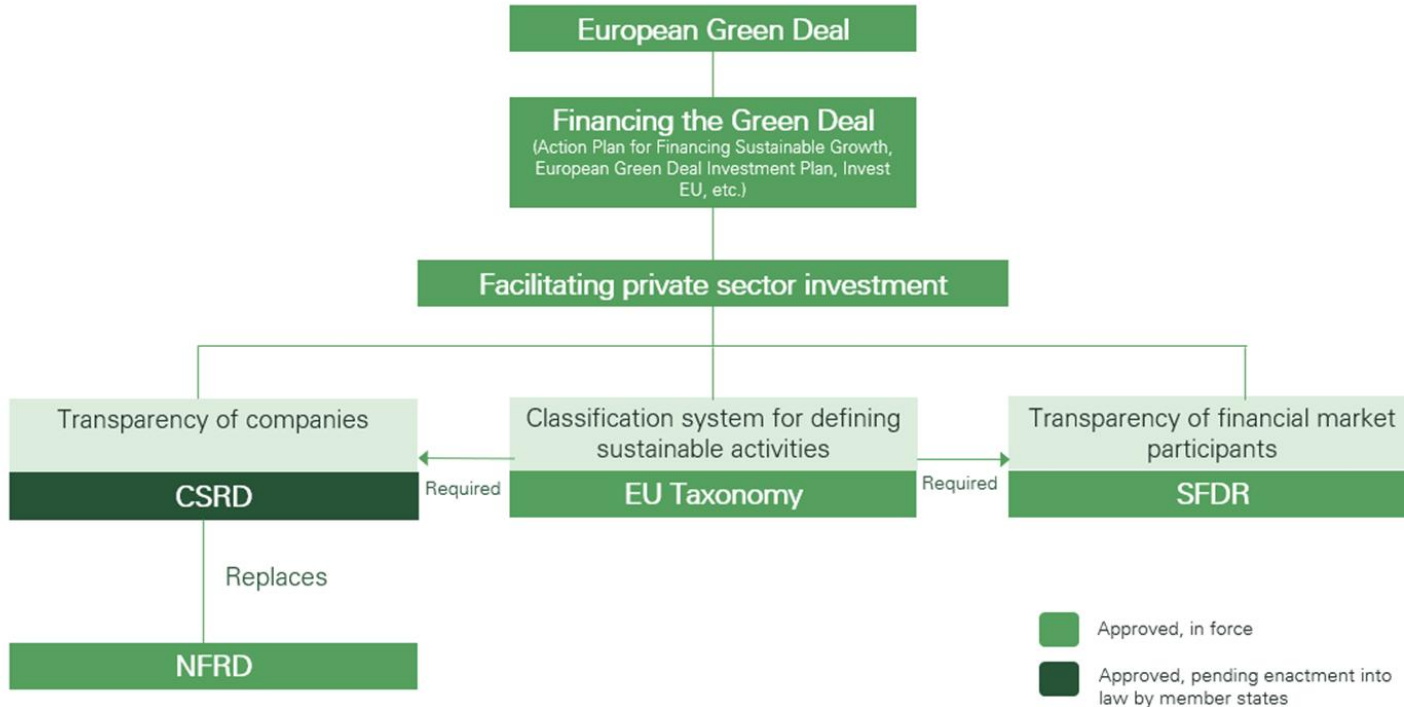 European Green Deal
Financing the Green Deal
(Action Plan for Financing Sustainable Growth,
European Green Deal Investment Plan, Invest
EU, etc.)
Facilitating private sector investment
Transparency of companies
CSRD
Required
Classification system for defining
sustainable activities
EU Taxonomy
Required
Transparency of financial market
participants
SFDR
Replaces
NFRD
Approved, in force
Approved, pending enactment into
law by member states